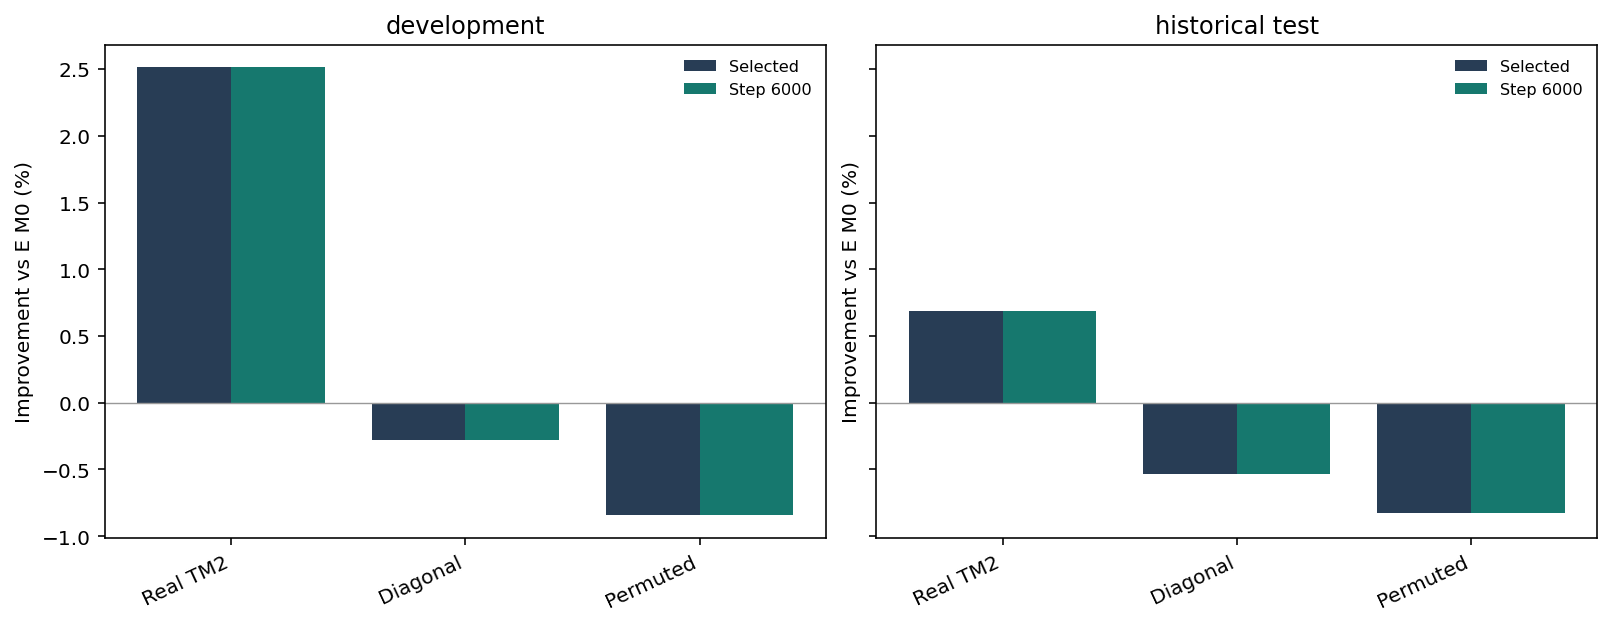 development
Improvement vs E M0 (%)
2.5
2.0
1.5
1.0
0.5
0.0
−0.5
−1.0
Selected
Step 6000
Real TM2
Diagonal
Permuted
historical test
Improvement vs E M0 (%)
Selected
Step 6000
Real TM2
Diagonal
Permuted